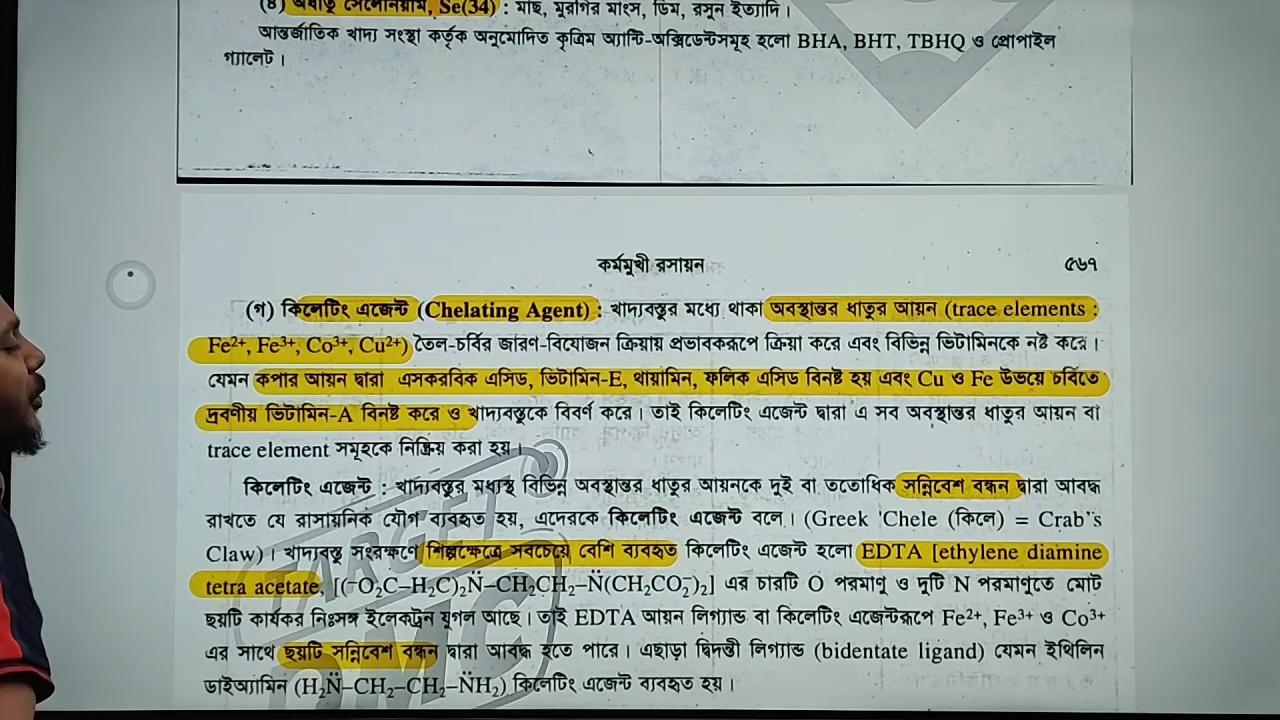 (৪) অধাতু সেলেনিয়াম, Se(34) : মাছ, মুরগির মাংস, ডিম, রসুন ইত্যাদি।
আন্তর্জাতিক খাদ্য সংস্থা কর্তৃক অনুমোদিত কৃত্রিম অ্যান্টি-অক্সিডেন্টসমূহ হলো BHA, BHT, TBHQ ও প্রোপাইল
গ্যালেট।
কর্মমুখী রসায়ন ৫৬৭
(গ) কিলেটিং এজেন্ট (Chelating Agent) : খাদ্যবস্তুর মধ্যে থাকা অবস্থান্তর ধাতুর আয়ন (trace elements :
Fe²⁺, Fe³⁺, Co³⁺, Cu²⁺) তৈল-চর্বির জারণ-বিযোজন ক্রিয়ায় প্রভাবকরূপে ক্রিয়া করে এবং বিভিন্ন ভিটামিনকে নষ্ট করে।
যেমন কপার আয়ন দ্বারা এসকরবিক এসিড, ভিটামিন-E, থায়ামিন, ফলিক এসিড বিনষ্ট হয় এবং Cu ও Fe উভয়ে চর্বিতে
দ্রবণীয় ভিটামিন-A বিনষ্ট করে ও খাদ্যবস্তুকে বিবর্ণ করে। তাই কিলেটিং এজেন্ট দ্বারা এ সব অবস্থান্তর ধাতুর আয়ন বা
trace element সমূহকে নিষ্ক্রিয় করা হয়।
কিলেটিং এজেন্ট : খাদ্যবস্তুর মধ্যস্থ বিভিন্ন অবস্থান্তর ধাতুর আয়নকে দুই বা ততোধিক সন্নিবেশ বন্ধন দ্বারা আবদ্ধ
রাখতে যে রাসায়নিক যৌগ ব্যবহৃত হয়, এদেরকে কিলেটিং এজেন্ট বলে। (Greek 'Chele (কিলে) = Crab"s
Claw)। খাদ্যবস্তু সংরক্ষণে শিল্পক্ষেত্রে সবচেয়ে বেশি ব্যবহৃত কিলেটিং এজেন্ট হলো EDTA [ethylene diamine
tetra acetate, [(⁻O₂C–H₂C)₂N̈–CH₂CH₂–N̈(CH₂CO₂⁻)₂] এর চারটি O পরমাণু ও দুটি N পরমাণুতে মোট
ছয়টি কার্যকর নিঃসঙ্গ ইলেকট্রন যুগল আছে। তাই EDTA আয়ন লিগ্যান্ড বা কিলেটিং এজেন্টরূপে Fe²⁺, Fe³⁺ ও Co³⁺
এর সাথে ছয়টি সন্নিবেশ বন্ধন দ্বারা আবদ্ধ হতে পারে। এছাড়া দ্বিদন্তী লিগ্যান্ড (bidentate ligand) যেমন ইথিলিন
ডাইঅ্যামিন (H₂N̈–CH₂–CH₂–N̈H₂) কিলেটিং এজেন্ট ব্যবহৃত হয়।
TARGET
DMC